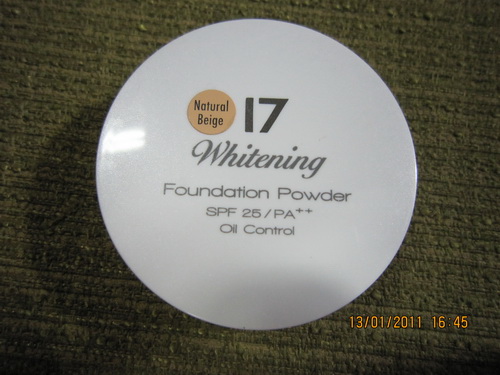 Natural
Beige
17
Whitening
Foundation Powder
SPF 25/PA++
Oil Control
13/01/2011 16:45